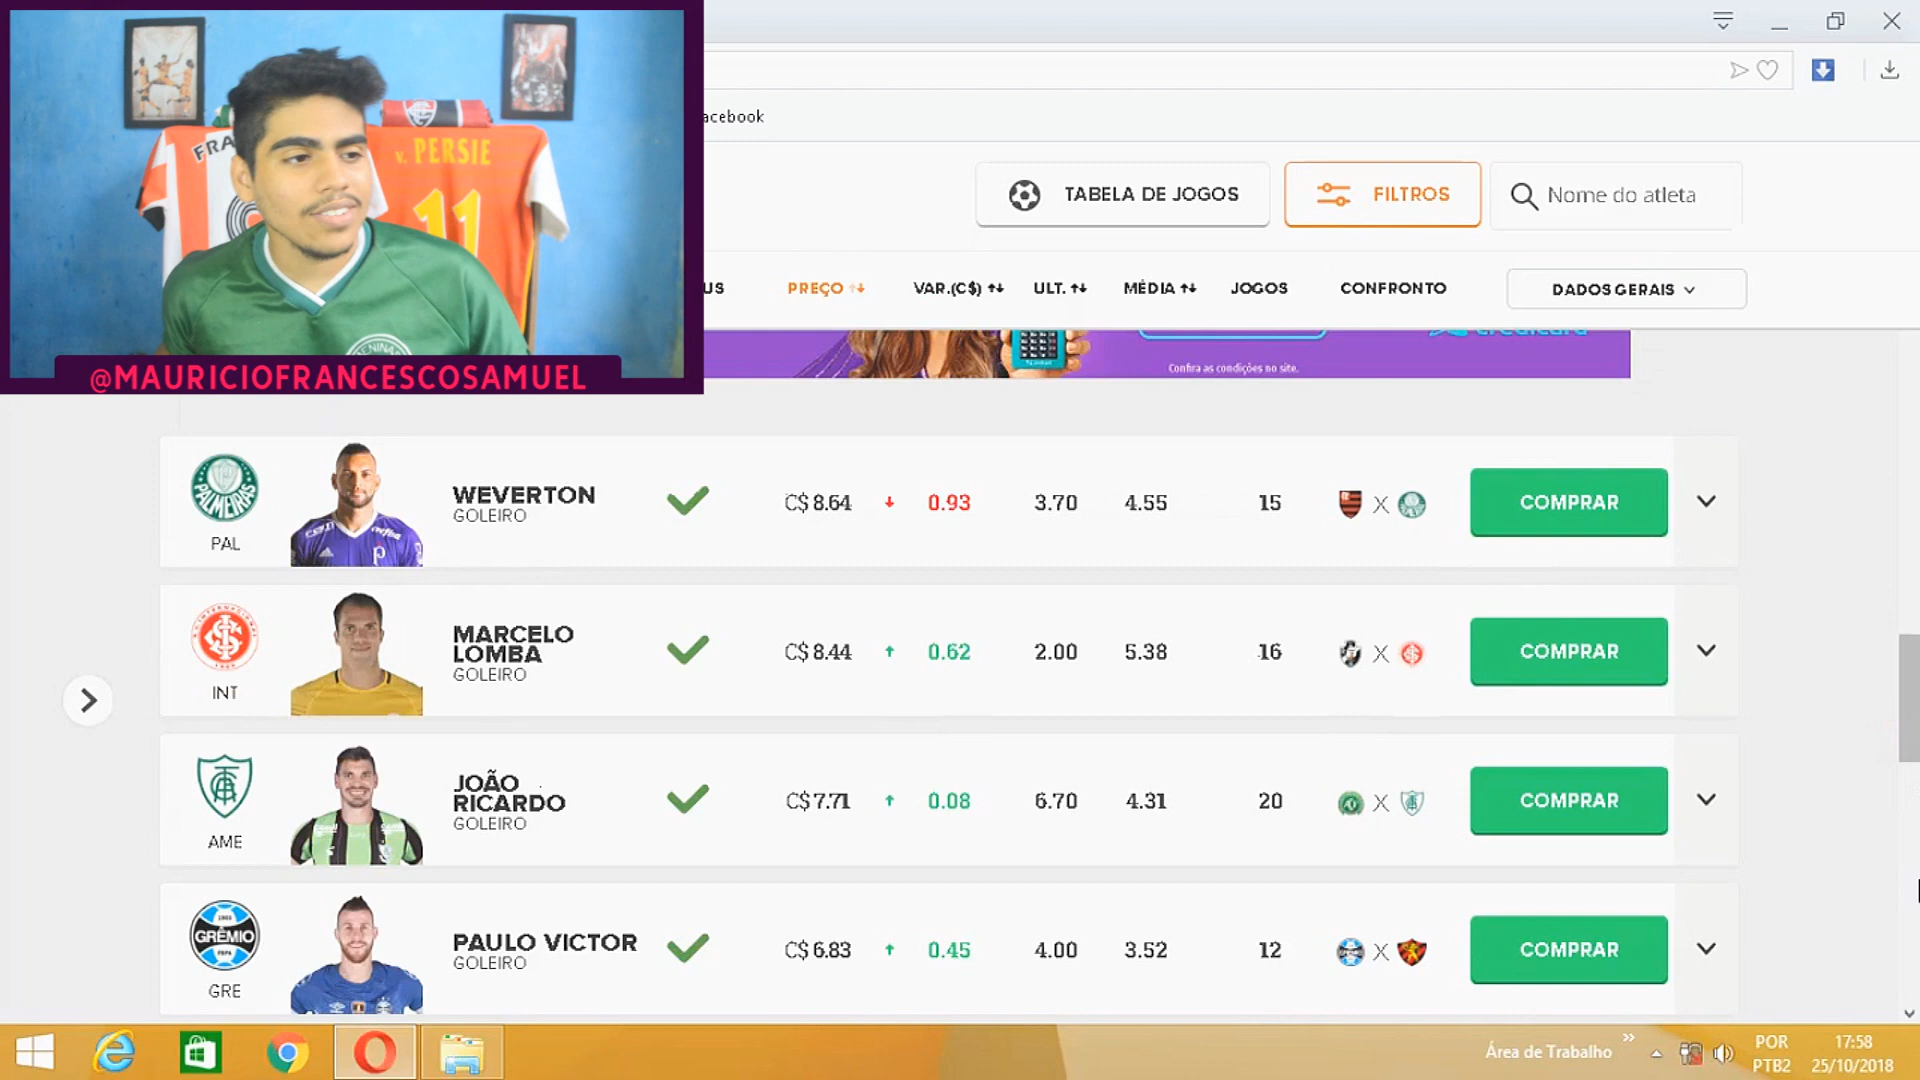 FRA
v. PERSIE
11
@MAURICIOFRANCESCOSAMUEL
acebook
TABELA DE JOGOS
FILTROS
Nome do atleta
US
PREÇO
VAR.(C$)
ULT.
MÉDIA
JOGOS
CONFRONTO
DADOS GERAIS
Confira as condições no site.
PALMEIRAS
PAL
WEVERTON
GOLEIRO
C$ 8.64
0.93
3.70
4.55
15
X
COMPRAR
INT
MARCELO
LOMBA
GOLEIRO
C$ 8.44
0.62
2.00
5.38
16
X
COMPRAR
AME
JOÃO
RICARDO
GOLEIRO
C$ 7.71
0.08
6.70
4.31
20
X
COMPRAR
GRÊMIO
GRE
PAULO VICTOR
GOLEIRO
C$ 6.83
0.45
4.00
3.52
12
X
COMPRAR
Área de Trabalho
POR
PTB2
17:58
25/10/2018